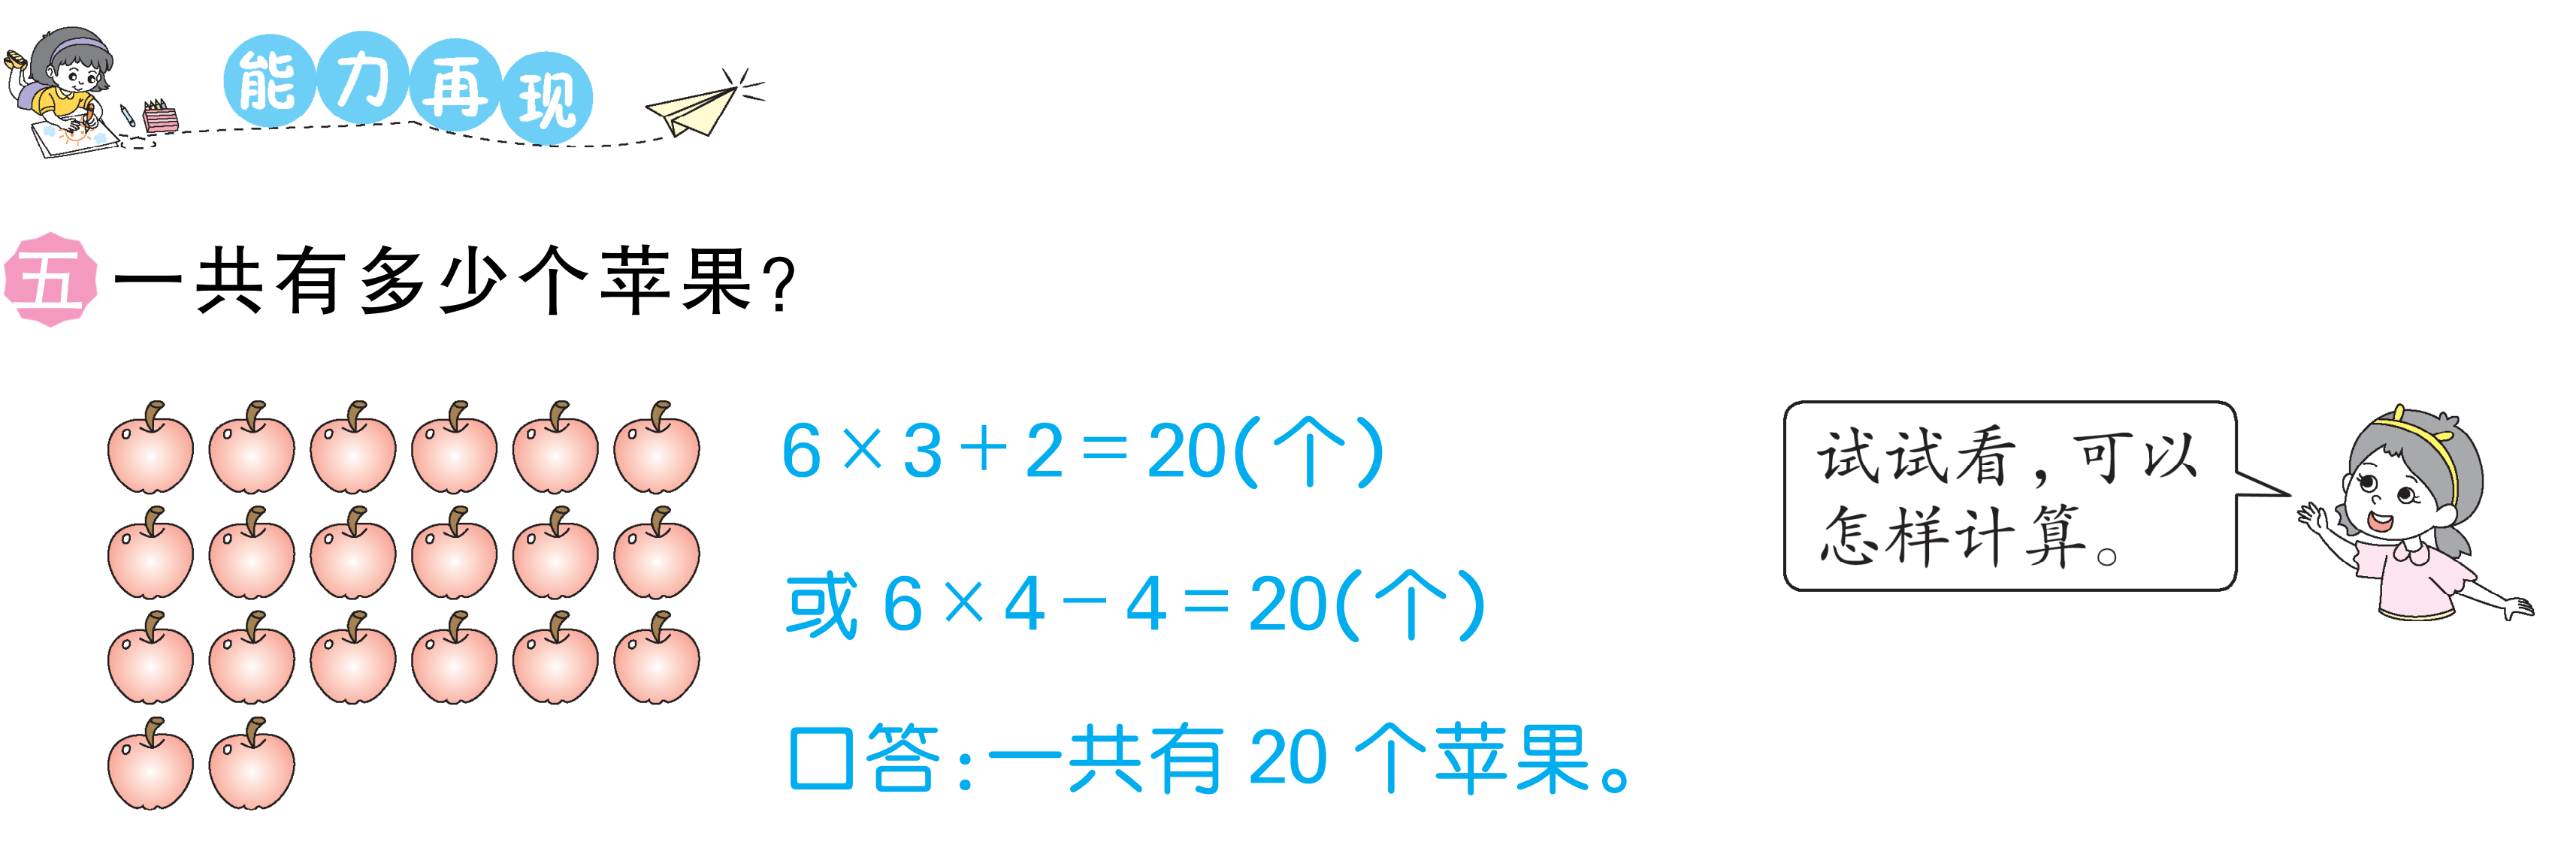 能力再现
五 一共有多少个苹果?
6×3+2=20(个)
或 6×4-4=20(个)
口答:一共有 20 个苹果。
试试看,可以
怎样计算。